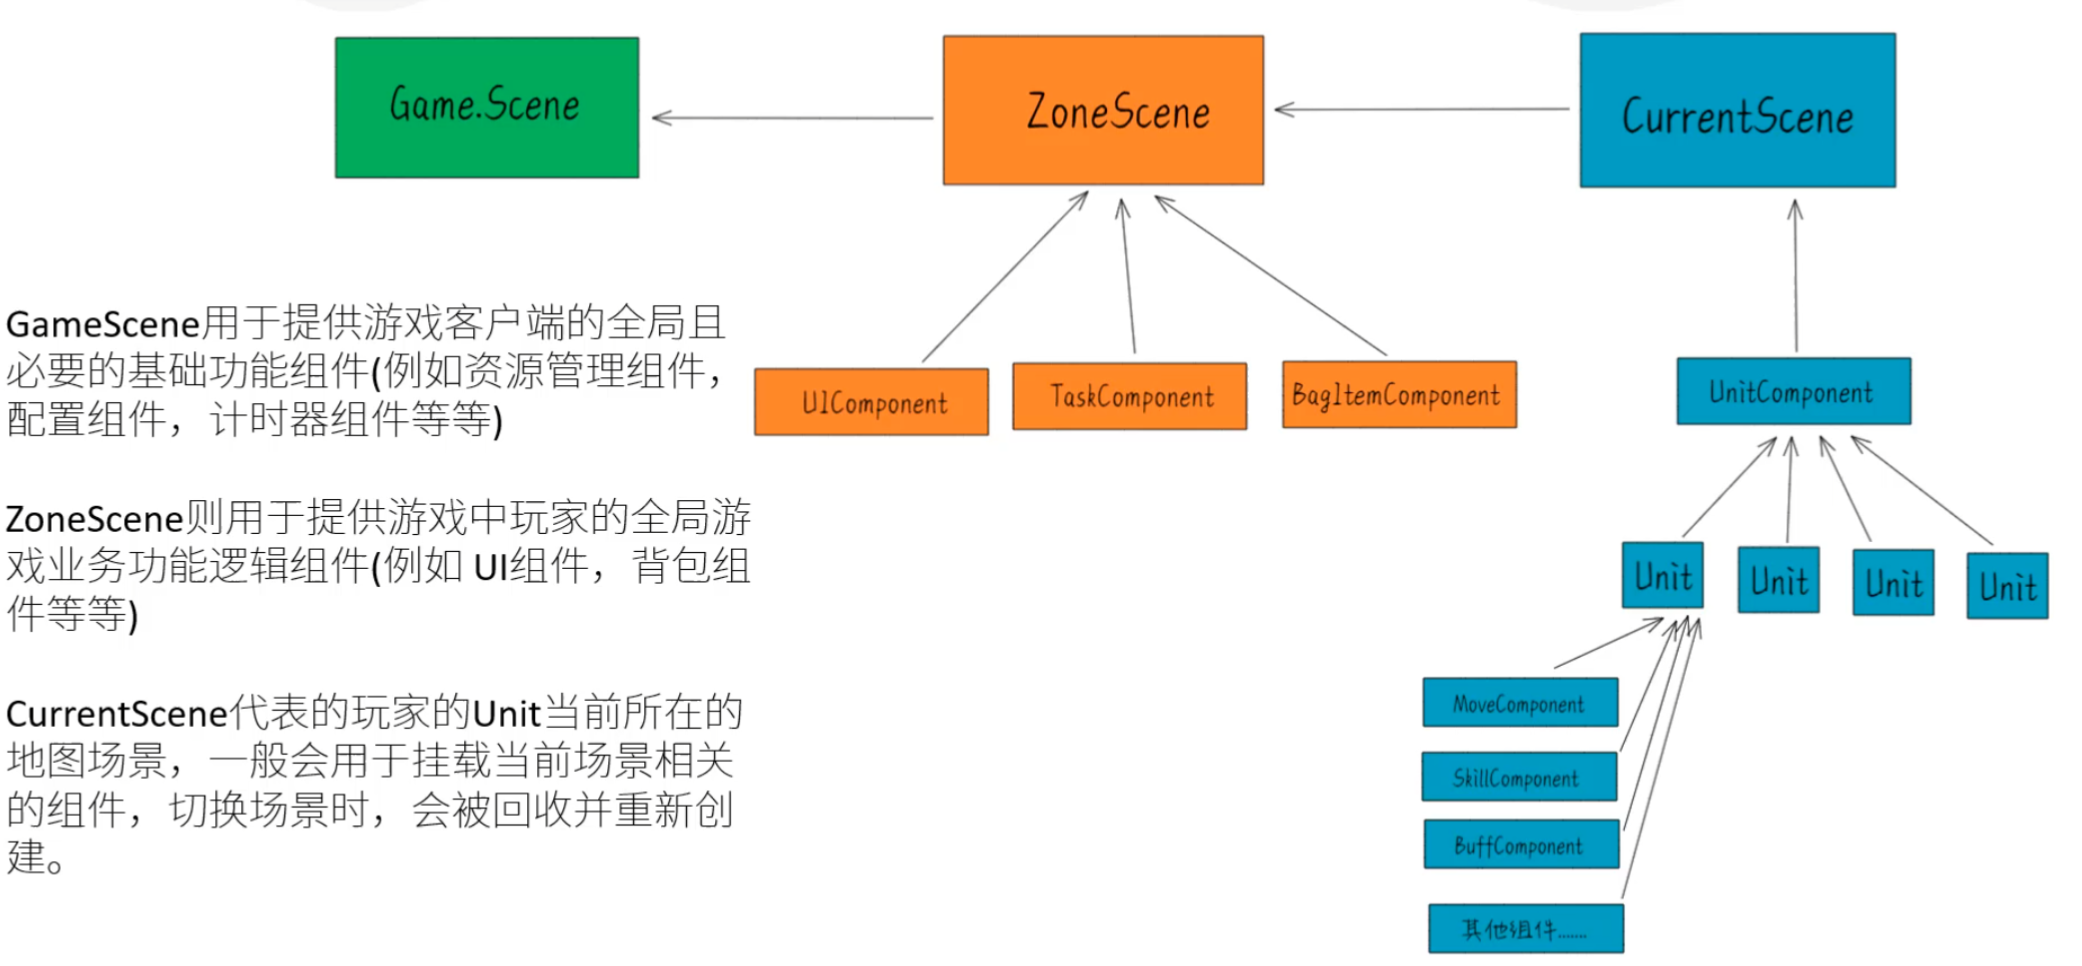 Game.Scene
ZoneScene
CurrentScene
GameScene用于提供游戏客户端的全局且
必要的基础功能组件(例如资源管理组件，
配置组件，计时器组件等等)
UIComponent
TaskComponent
BagItemComponent
UnitComponent
ZoneScene则用于提供游戏中玩家的全局游
戏业务功能逻辑组件(例如 UI组件，背包组
件等等)
Unit
Unit
Unit
Unit
CurrentScene代表的玩家的Unit当前所在的
地图场景，一般会用于挂载当前场景相关
的组件，切换场景时，会被回收并重新创
建。
MoveComponent
SkillComponent
BuffComponent
其他组件.......